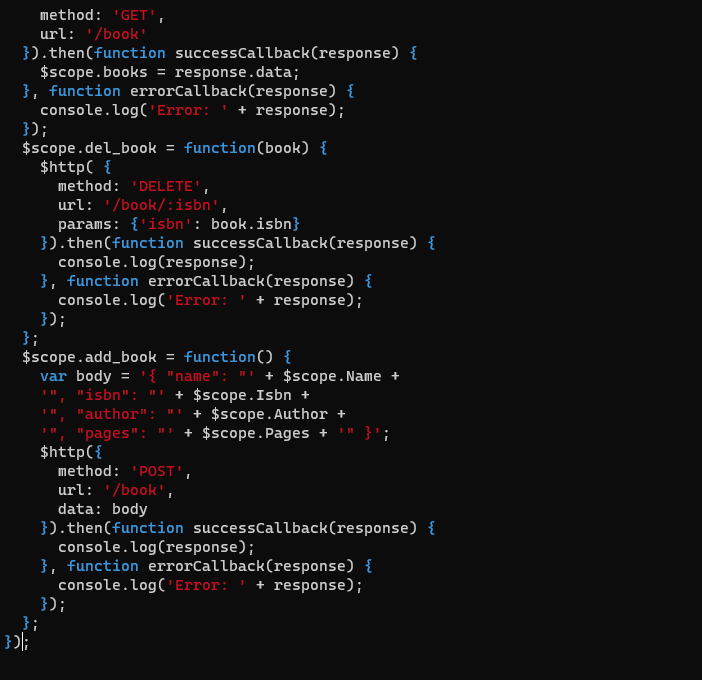 method: 'GET',
    url: '/book'
  }).then(function successCallback(response) {
    $scope.books = response.data;
  }, function errorCallback(response) {
    console.log('Error: ' + response);
  });
  $scope.del_book = function(book) {
    $http( {
      method: 'DELETE',
      url: '/book/:isbn',
      params: {'isbn': book.isbn}
    }).then(function successCallback(response) {
      console.log(response);
    }, function errorCallback(response) {
      console.log('Error: ' + response);
    });
  };
  $scope.add_book = function() {
    var body = '{ "name": "' + $scope.Name +
    '", "isbn": "' + $scope.Isbn +
    '", "author": "' + $scope.Author +
    '", "pages": "' + $scope.Pages + '" }';
    $http({
      method: 'POST',
      url: '/book',
      data: body
    }).then(function successCallback(response) {
      console.log(response);
    }, function errorCallback(response) {
      console.log('Error: ' + response);
    });
  };
});